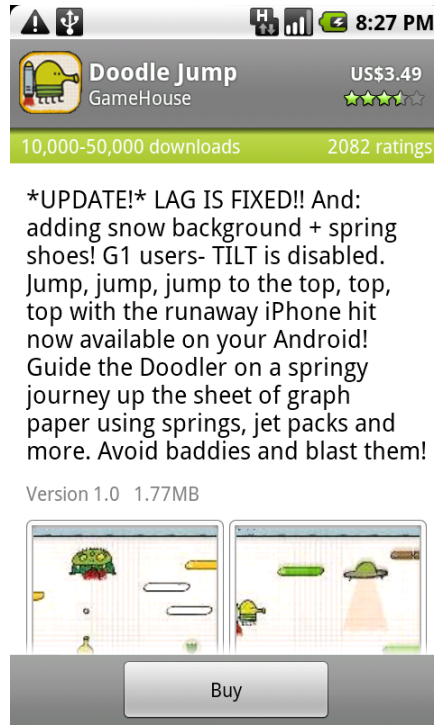 H
8:27 PM
Doodle Jump
US$3.49
GameHouse
10,000-50,000 downloads
2082 ratings
*UPDATE!* LAG IS FIXED!! And:
adding snow background + spring
shoes! G1 users- TILT is disabled.
Jump, jump, jump to the top, top,
top with the runaway iPhone hit
now available on your Android!
Guide the Doodler on a springy
journey up the sheet of graph
paper using springs, jet packs and
more. Avoid baddies and blast them!
Version 1.0 1.77MB
Buy